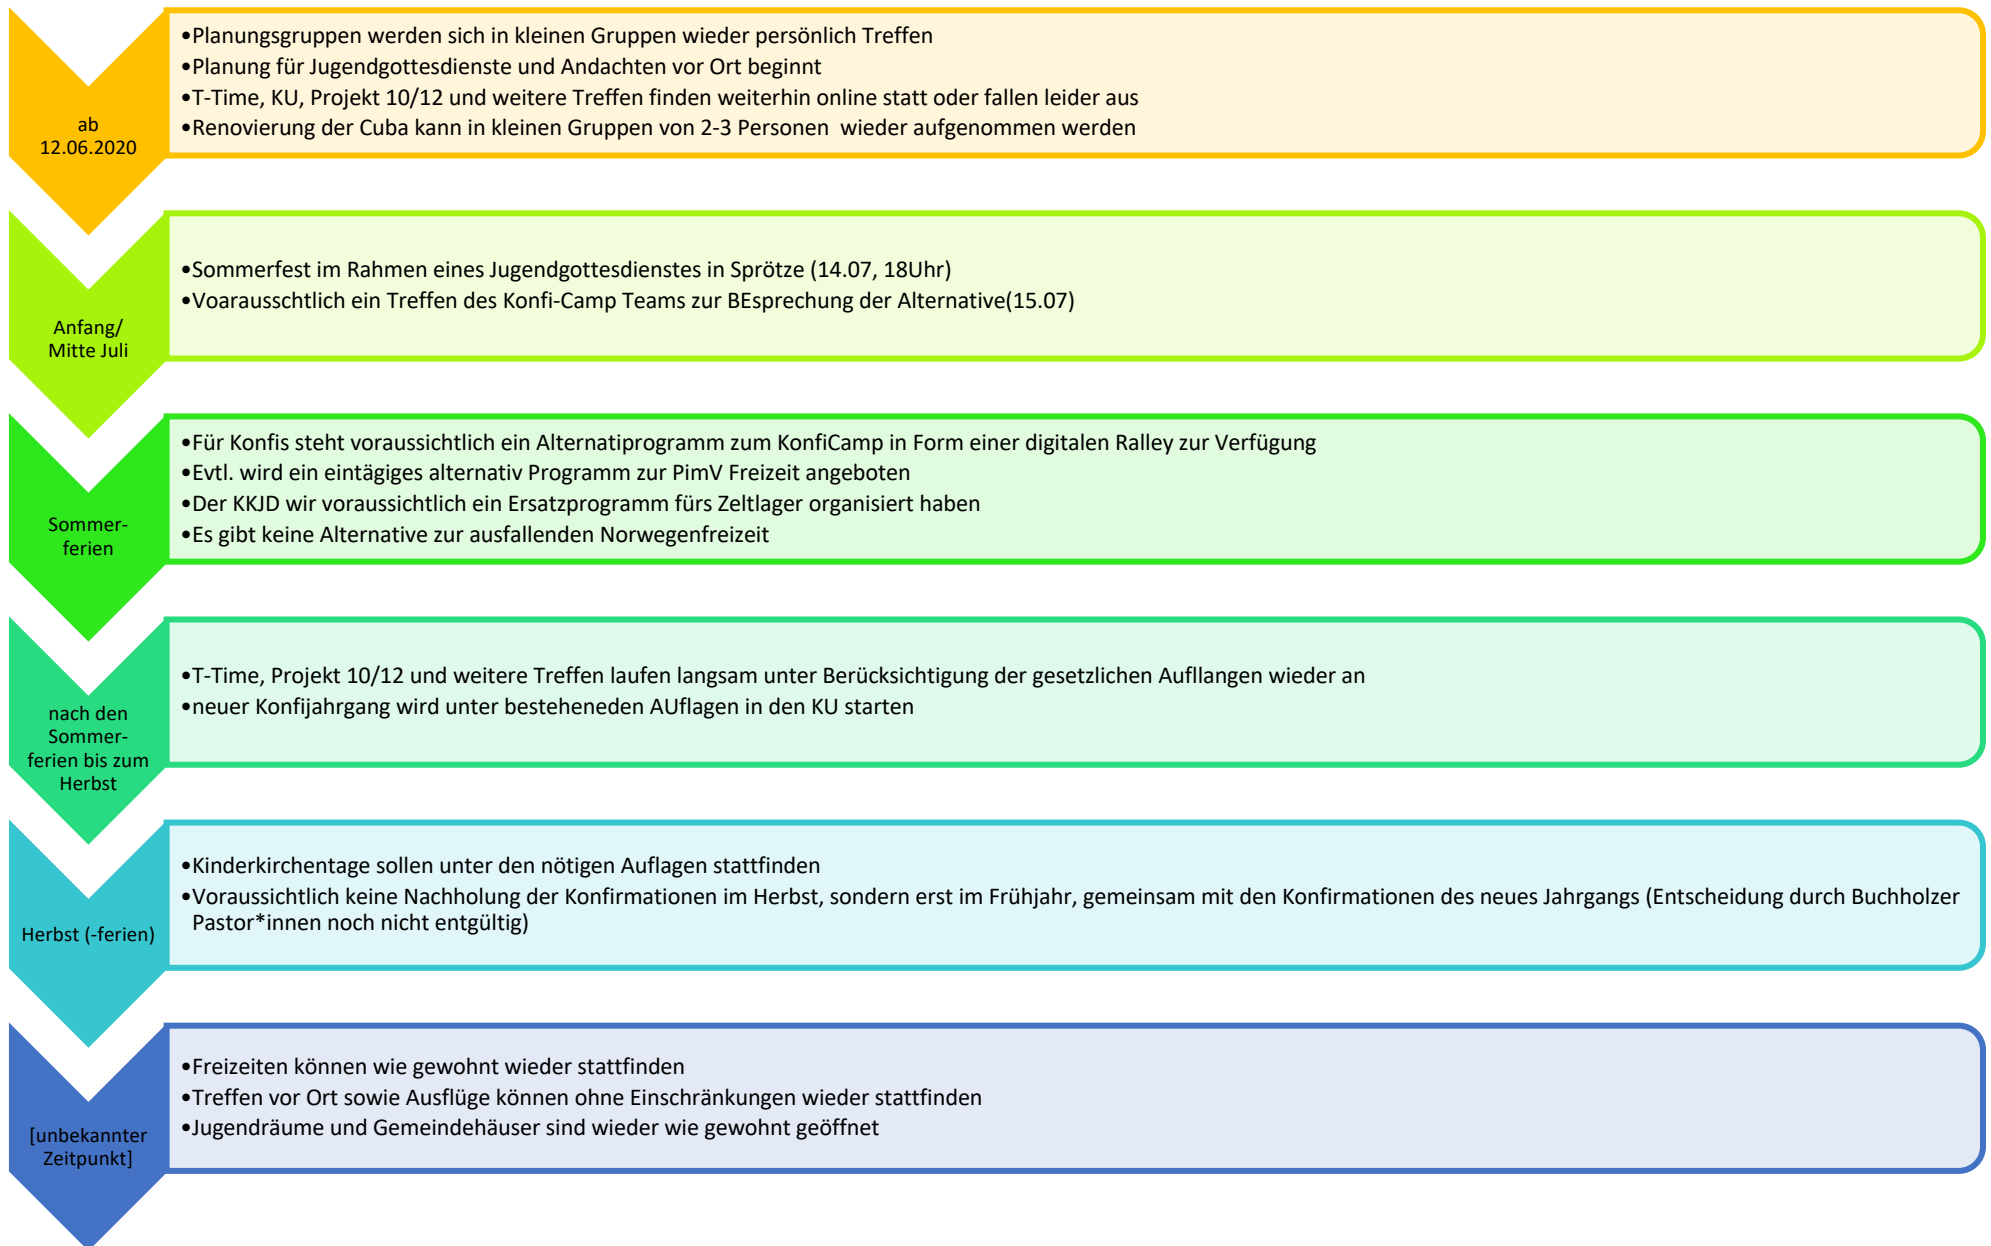 ab
12.06.2020
•Planungsgruppen werden sich in kleinen Gruppen wieder persönlich Treffen
•Planung für Jugendgottesdienste und Andachten vor Ort beginnt
•T-Time, KU, Projekt 10/12 und weitere Treffen finden weiterhin online statt oder fallen leider aus
•Renovierung der Cuba kann in kleinen Gruppen von 2-3 Personen  wieder aufgenommen werden
Anfang/
Mitte Juli
•Sommerfest im Rahmen eines Jugendgottesdienstes in Sprötze (14.07, 18Uhr)
•Voarausschtlich ein Treffen des Konfi-Camp Teams zur BEsprechung der Alternative(15.07)
Sommer-
ferien
•Für Konfis steht voraussichtlich ein Alternatiprogramm zum KonfiCamp in Form einer digitalen Ralley zur Verfügung
•Evtl. wird ein eintägiges alternativ Programm zur PimV Freizeit angeboten
•Der KKJD wir voraussichtlich ein Ersatzprogramm fürs Zeltlager organisiert haben
•Es gibt keine Alternative zur ausfallenden Norwegenfreizeit
nach den
Sommer-
ferien bis zum
Herbst
•T-Time, Projekt 10/12 und weitere Treffen laufen langsam unter Berücksichtigung der gesetzlichen Aufllangen wieder an
•neuer Konfijahrgang wird unter besteheneden AUflagen in den KU starten
Herbst (-ferien)
•Kinderkirchentage sollen unter den nötigen Auflagen stattfinden
•Voraussichtlich keine Nachholung der Konfirmationen im Herbst, sondern erst im Frühjahr, gemeinsam mit den Konfirmationen des neues Jahrgangs (Entscheidung durch Buchholzer
Pastor*innen noch nicht entgültig)
[unbekannter
Zeitpunkt]
•Freizeiten können wie gewohnt wieder stattfinden
•Treffen vor Ort sowie Ausflüge können ohne Einschränkungen wieder stattfinden
•Jugendräume und Gemeindehäuser sind wieder wie gewohnt geöffnet